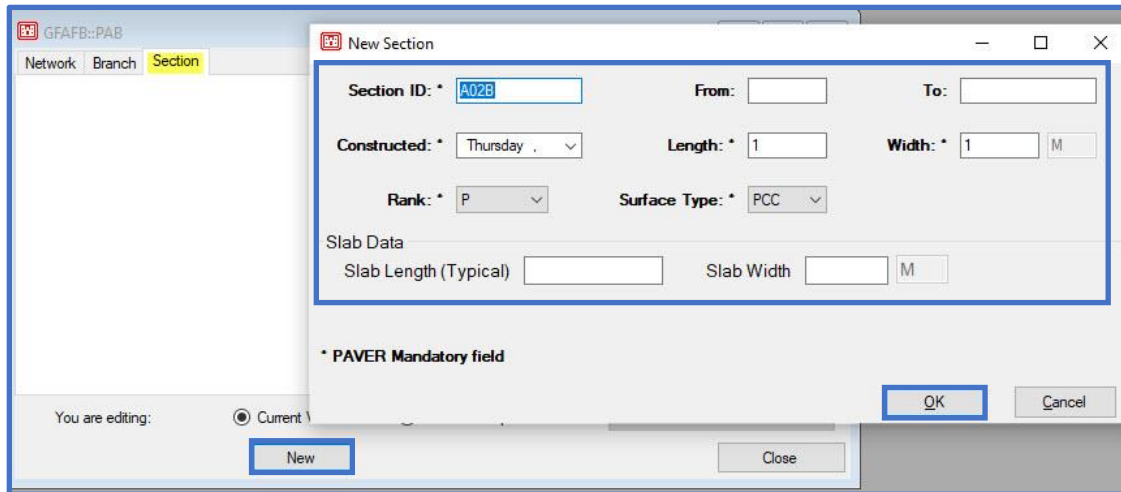 GFAFB::PAB
Network Branch Section
New Section
Section ID: * A02B From: To:
Constructed: * Thursday , Length: * 1 Width: * 1 M
Rank: * P Surface Type: * PCC
Slab Data
Slab Length (Typical) Slab Width M
* PAVER Mandatory field
OK Cancel
You are editing: Current
New Close